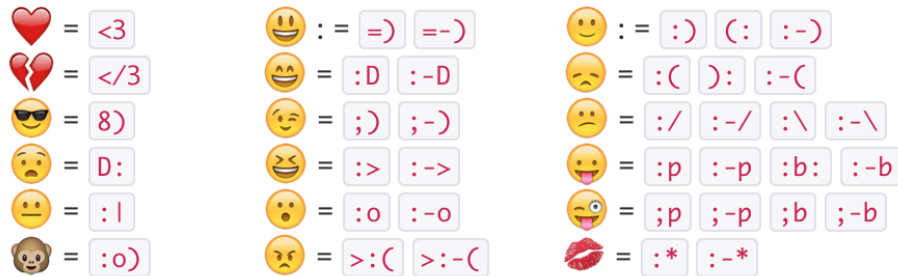 = <3
= </3
= 8)
= D:
= :|
= :o)
:= =) =-)
= :D :-D
= ;) ;-)
= :> :->
= :o :-o
= >:( >:-(
:= :) (: :-)
= :( ): :-(
= :/ :-/ :\ :-\
= :p :-p :b: :-b
= ;p ;-p ;b ;-b
= :* :-*